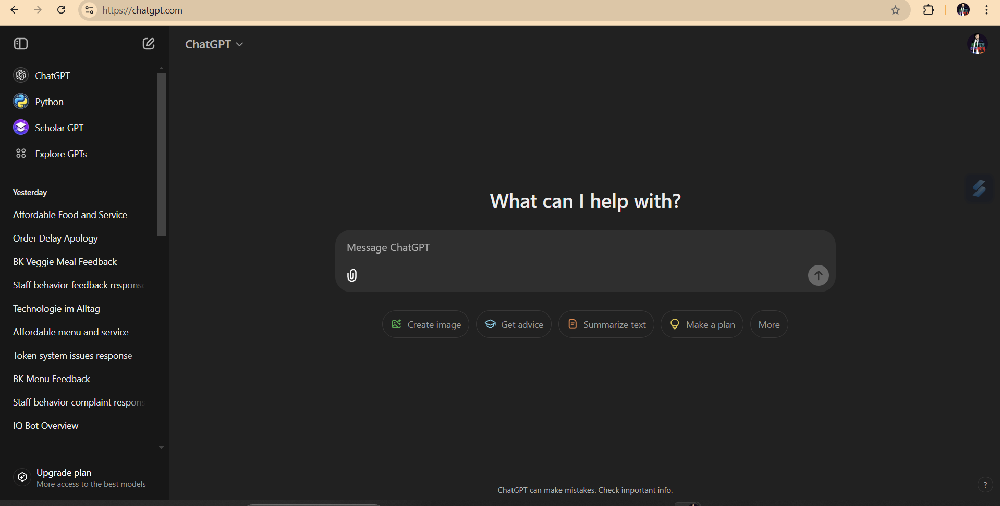 https://chatgpt.com
ChatGPT
ChatGPT
Python
Scholar GPT
Explore GPTs
Yesterday
Affordable Food and Service
Order Delay Apology
BK Veggie Meal Feedback
Staff behavior feedback response
Technologie im Alltag
Affordable menu and service
Token system issues response
BK Menu Feedback
Staff behavior complaint respons
IQ Bot Overview
Upgrade plan
More access to the best models
What can I help with?
Message ChatGPT
Create image Get advice Summarize text Make a plan More
ChatGPT can make mistakes. Check important info.
?